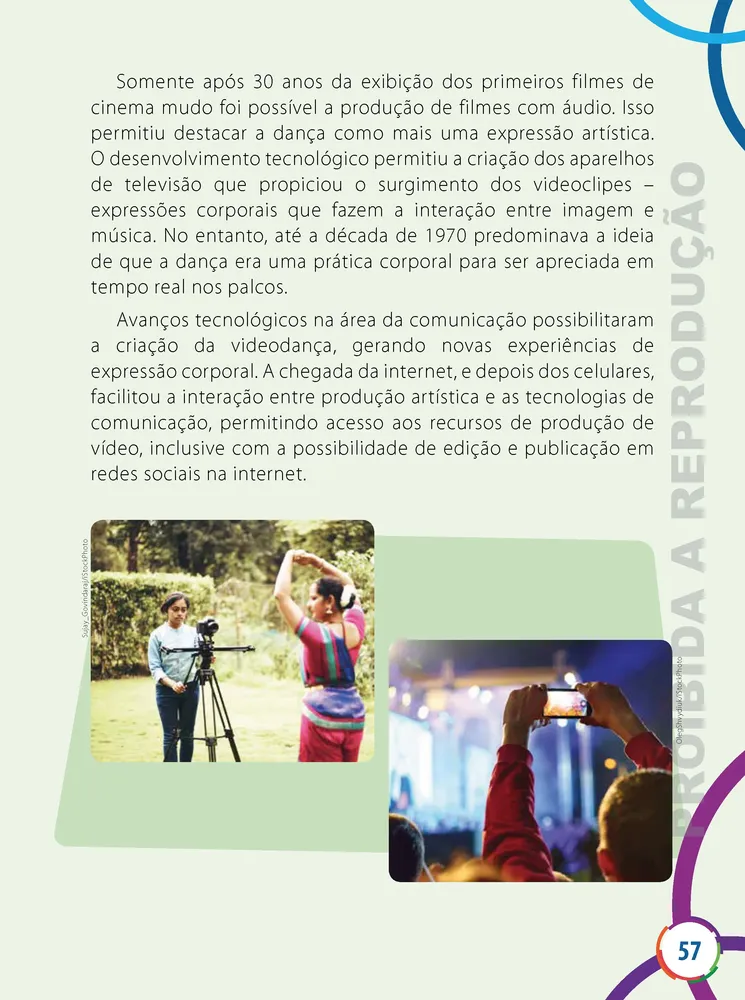 Somente após 30 anos da exibição dos primeiros filmes de
cinema mudo foi possível a produção de filmes com áudio. Isso
permitiu destacar a dança como mais uma expressão artística.
O desenvolvimento tecnológico permitiu a criação dos aparelhos
de televisão que propiciou o surgimento dos videoclipes –
expressões corporais que fazem a interação entre imagem e
música. No entanto, até a década de 1970 predominava a ideia
de que a dança era uma prática corporal para ser apreciada em
tempo real nos palcos.
Avanços tecnológicos na área da comunicação possibilitaram
a criação da videodança, gerando novas experiências de
expressão corporal. A chegada da internet, e depois dos celulares,
facilitou a interação entre produção artística e as tecnologias de
comunicação, permitindo acesso aos recursos de produção de
vídeo, inclusive com a possibilidade de edição e publicação em
redes sociais na internet.
Sujay_Govindaraj/iStockPhoto
OlegShvydiuk/iStockPhoto
PROIBIDA A REPRODUÇÃO
57